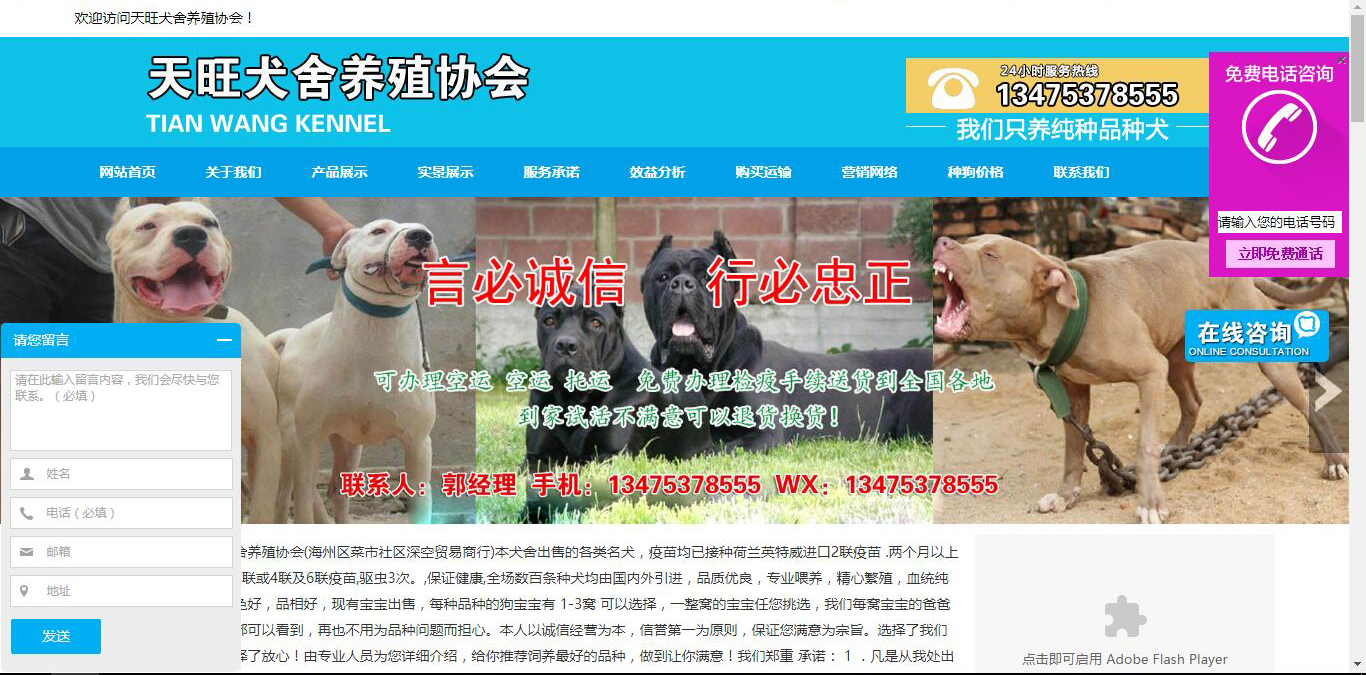 欢迎访问天旺犬舍养殖协会！
天旺犬舍养殖协会
TIAN WANG KENNEL
24小时服务热线
13475378555
我们只养纯种品种犬
免费电话咨询
请输入您的电话号码
立即免费通话
网站首页 关于我们 产品展示 实景展示 服务承诺 效益分析 购买运输 营销网络 种狗价格 联系我们
言必诚信 行必忠正
在线咨询
ONLINE CONSULTATION
可办理空运 空运 托运 免费办理检疫手续送货到全国各地
到家试活不满意可以退货换货！
联系人：郭经理 手机：13475378555 WX：13475378555
请您留言
请在此输入留言内容，我们会尽快与您
联系。（必填）
姓名
电话（必填）
邮箱
地址
发送
舍养殖协会(海州区菜市社区深空贸易商行)本犬舍出售的各类名犬，疫苗均已接种荷兰英特威进口2联疫苗 .两个月以上
联或4联及6联疫苗,驱虫3次。,保证健康,全场数百条种犬均由国内外引进，品质优良，专业喂养，精心繁殖，血统纯
色好，品相好，现有宝宝出售，每种品种的狗宝宝有 1-3窝 可以选择，一整窝的宝宝任您挑选，我们每窝宝宝的爸爸
都可以看到，再也不用为品种问题而担心。本人以诚信经营为本，信誉第一为原则，保证您满意为宗旨。选择了我们
择了放心！由专业人员为您详细介绍，给你推荐饲养最好的品种，做到让你满意！我们郑重 承诺： 1 ．凡是从我处出
点击即可启用 Adobe Flash Player